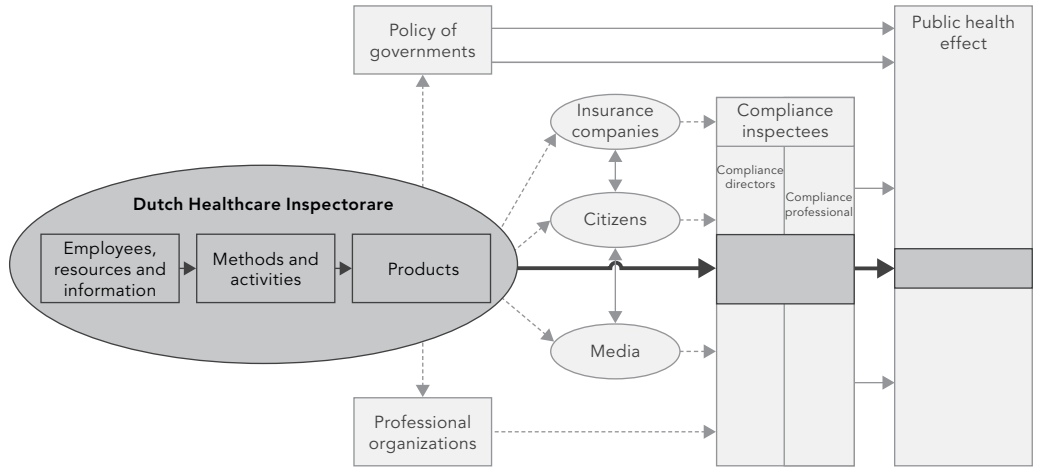 Policy of
governments
Public health
effect
Insurance
companies
Compliance
inspectees
Compliance
directors
Compliance
professional
Dutch Healthcare Inspectorare
Citizens
Employees,
resources and
information
Methods and
activities
Products
Media
Professional
organizations